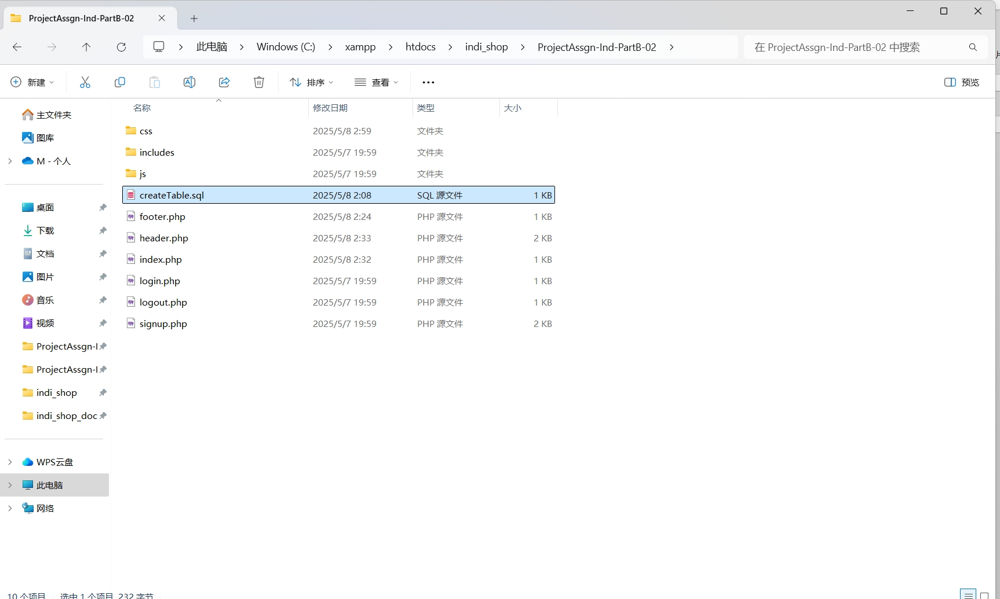 ProjectAssgn-Ind-PartB-02
此电脑 Windows (C:) xampp htdocs indi_shop ProjectAssgn-Ind-PartB-02 在 ProjectAssgn-Ind-PartB-02 中搜索
新建 排序 查看 预览
名称 修改日期 类型 大小
主文件夹
图库
M - 个人
桌面
下载
文档
图片
音乐
视频
ProjectAssgn-I
ProjectAssgn-I
indi_shop
indi_shop_doc
WPS云盘
此电脑
网络
css 2025/5/8 2:59 文件夹
includes 2025/5/7 19:59 文件夹
js 2025/5/7 19:59 文件夹
createTable.sql 2025/5/8 2:08 SQL 源文件 1 KB
footer.php 2025/5/8 2:24 PHP 源文件 1 KB
header.php 2025/5/8 2:33 PHP 源文件 2 KB
index.php 2025/5/8 2:32 PHP 源文件 1 KB
login.php 2025/5/7 19:59 PHP 源文件 1 KB
logout.php 2025/5/7 19:59 PHP 源文件 1 KB
signup.php 2025/5/7 19:59 PHP 源文件 2 KB
10 个项目 选中 1 个项目 232 字节